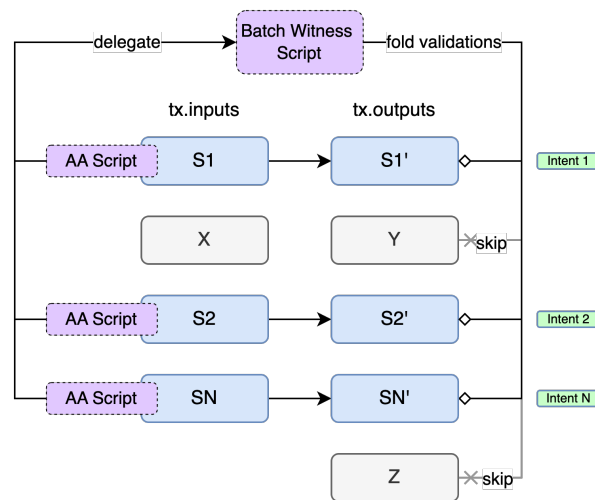 delegate
Batch Witness
Script
fold validations
tx.inputs
tx.outputs
AA Script
S1
S1'
Intent 1
X
Y
skip
AA Script
S2
S2'
Intent 2
AA Script
SN
SN'
Intent N
Z
skip